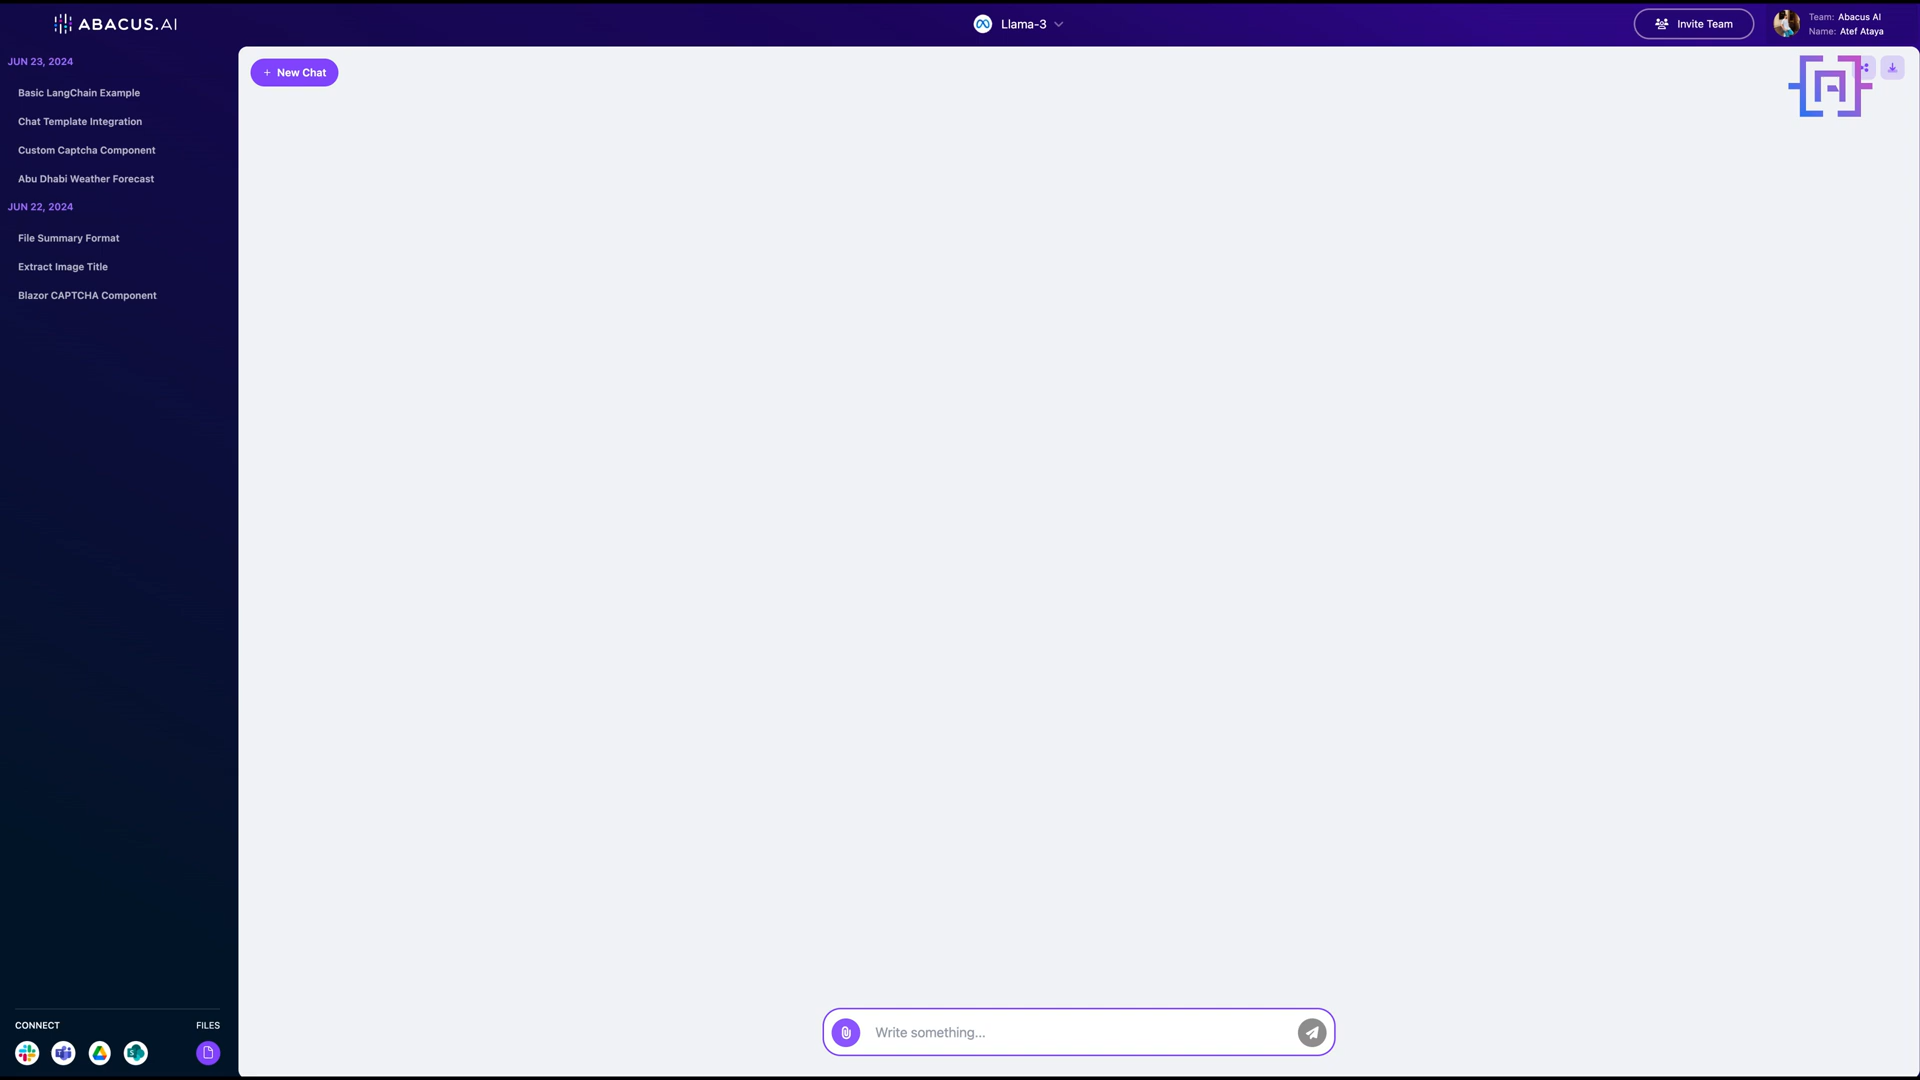 ABACUS.AI
Llama-3
Invite Team
Team: Abacus AI
Name: Atef Ataya
JUN 23, 2024
Basic LangChain Example
Chat Template Integration
Custom Captcha Component
Abu Dhabi Weather Forecast
JUN 22, 2024
File Summary Format
Extract Image Title
Blazor CAPTCHA Component
+ New Chat
Write something...
CONNECT
FILES